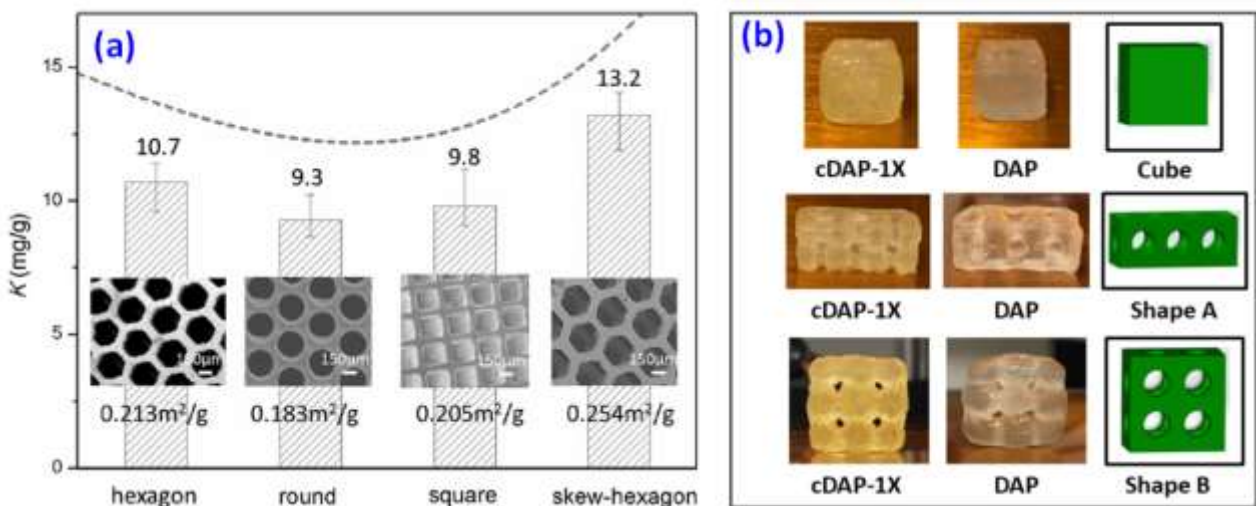 (a)
15
10
5
0
K (mg/g)
10.7
9.3
9.8
13.2
150μm
150μm
150μm
150μm
0.213m²/g
0.183m²/g
0.205m²/g
0.254m²/g
hexagon
round
square
skew-hexagon
(b)
cDAP-1X
DAP
Cube
cDAP-1X
DAP
Shape A
cDAP-1X
DAP
Shape B